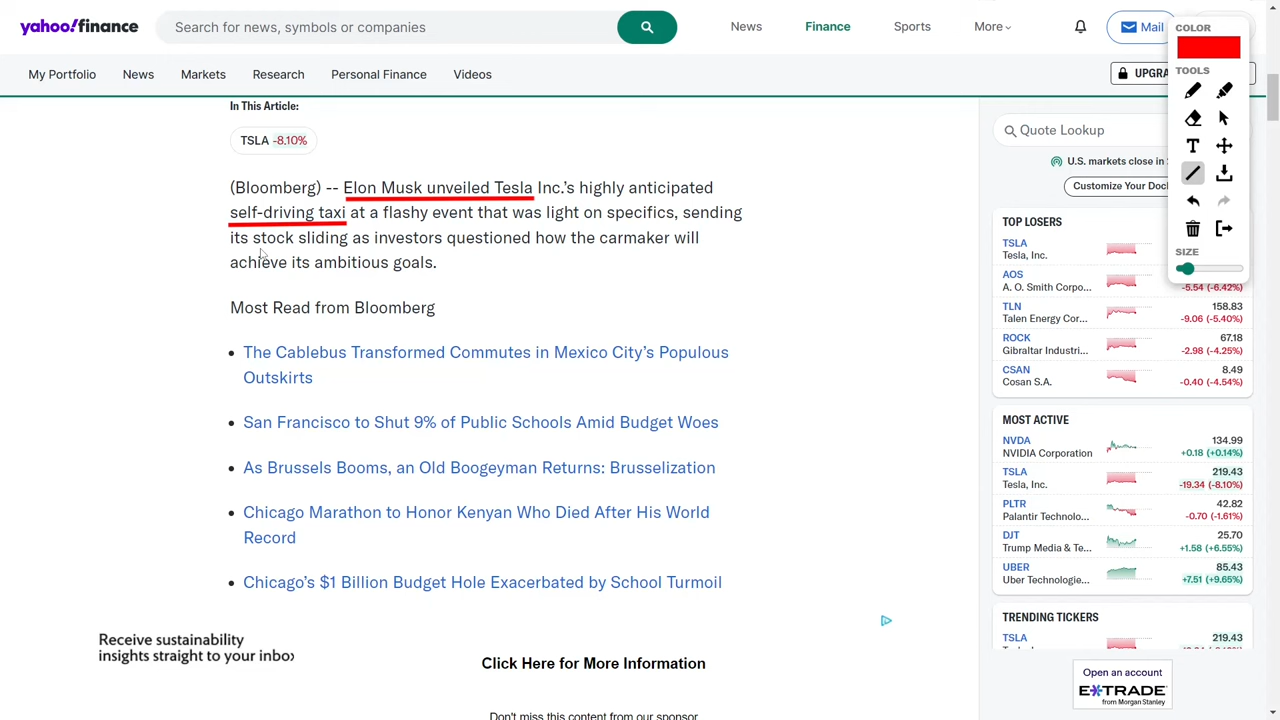 yahoo!finance
Search for news, symbols or companies
News
Finance
Sports
More
Mail
My Portfolio
News
Markets
Research
Personal Finance
Videos
UPGRA
COLOR
TOOLS
SIZE
In This Article:
TSLA -8.10%
(Bloomberg) -- Elon Musk unveiled Tesla Inc.’s highly anticipated
self-driving taxi at a flashy event that was light on specifics, sending
its stock sliding as investors questioned how the carmaker will
achieve its ambitious goals.
Most Read from Bloomberg
The Cablebus Transformed Commutes in Mexico City’s Populous
Outskirts
San Francisco to Shut 9% of Public Schools Amid Budget Woes
As Brussels Booms, an Old Boogeyman Returns: Brusselization
Chicago Marathon to Honor Kenyan Who Died After His World
Record
Chicago’s $1 Billion Budget Hole Exacerbated by School Turmoil
Receive sustainability
insights straight to your inbox
Click Here for More Information
Don't miss this content from our sponsor
Quote Lookup
U.S. markets close in 2
Customize Your Doc
TOP LOSERS
TSLA
Tesla, Inc.
AOS
A. O. Smith Corpo...
-5.54 (-6.42%)
TLN 158.83
Talen Energy Cor... -9.06 (-5.40%)
ROCK 67.18
Gibraltar Industri... -2.98 (-4.25%)
CSAN 8.49
Cosan S.A. -0.40 (-4.54%)
MOST ACTIVE
NVDA 134.99
NVIDIA Corporation +0.18 (+0.14%)
TSLA 219.43
Tesla, Inc. -19.34 (-8.10%)
PLTR 42.82
Palantir Technolo... -0.70 (-1.61%)
DJT 25.70
Trump Media & Te... +1.58 (+6.55%)
UBER 85.43
Uber Technologie... +7.51 (+9.65%)
TRENDING TICKERS
TSLA 219.43
Open an account
E*TRADE
from Morgan Stanley